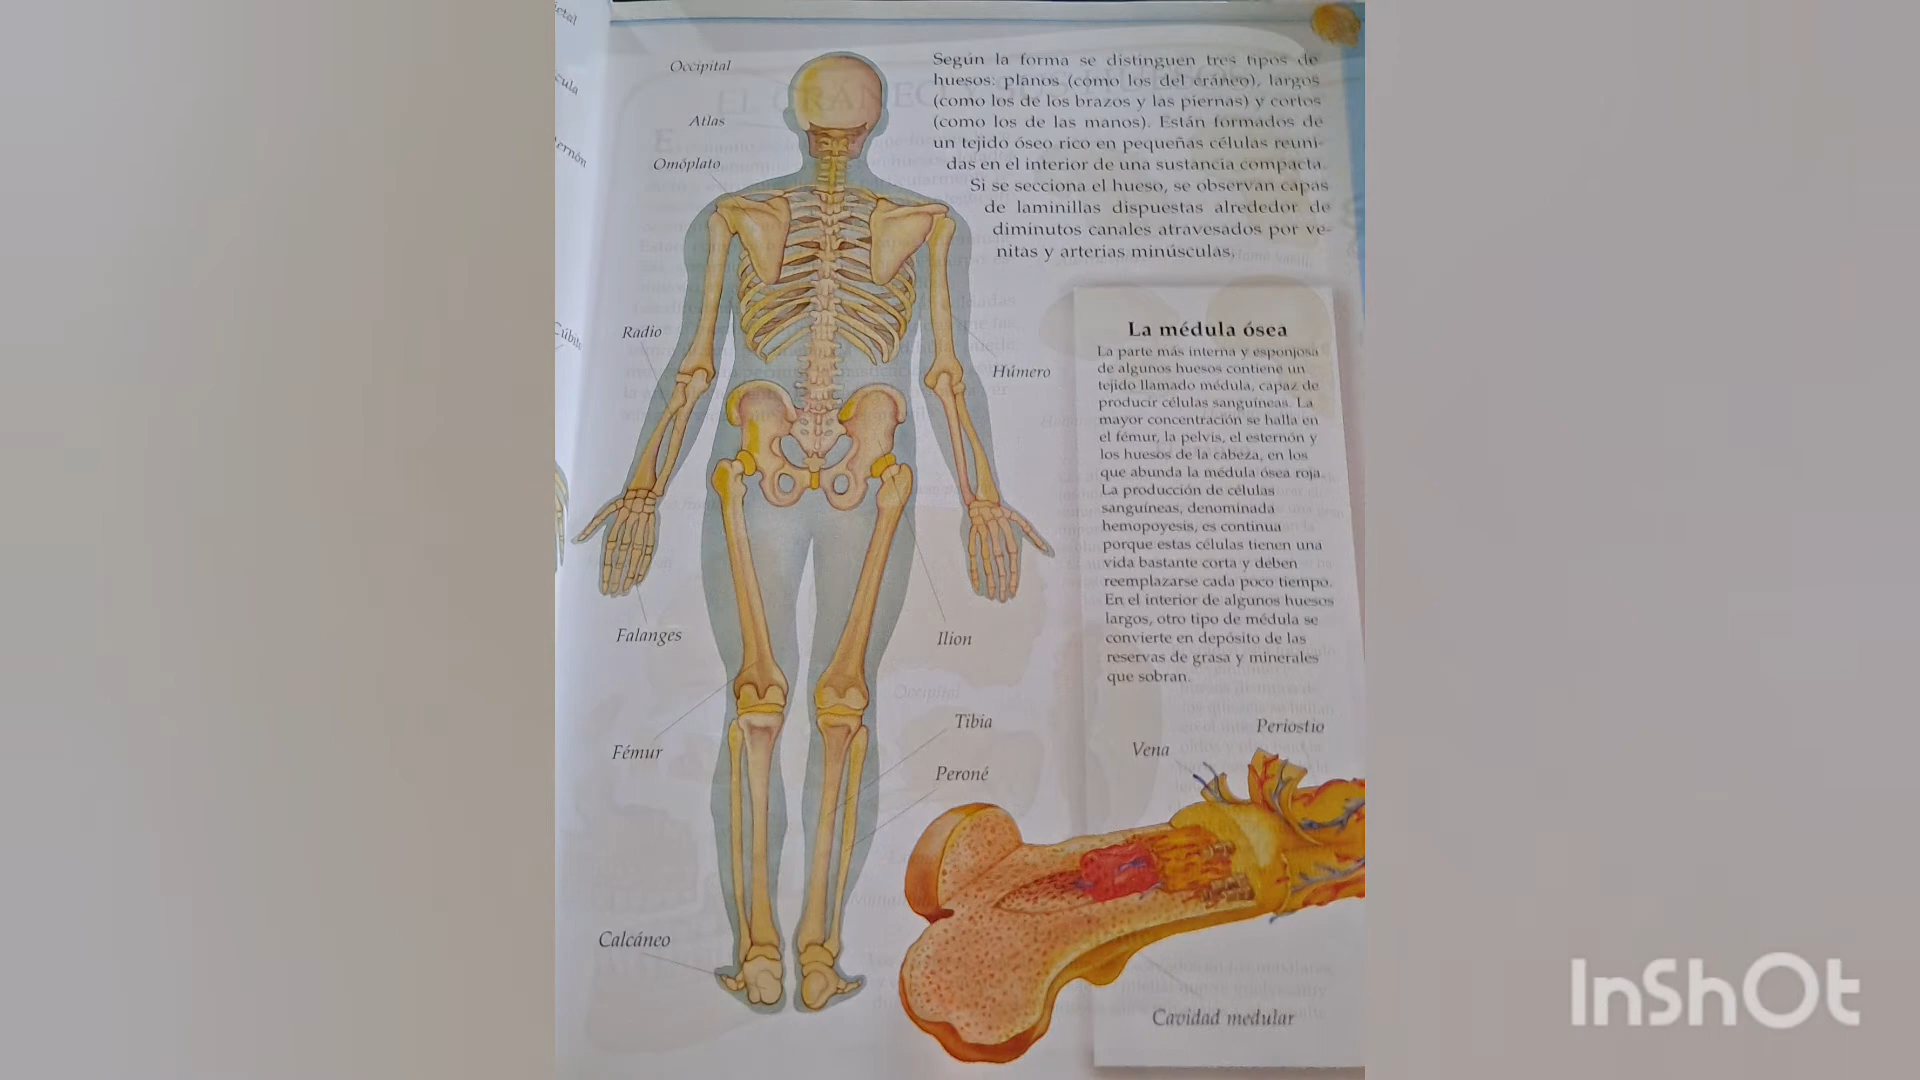 Occipital
Atlas
Omóplato
Según la forma se distinguen tres tipos de
huesos: planos (como los del cráneo), largos
(como los de los brazos y las piernas) y cortos
(como los de las manos). Están formados de
un tejido óseo rico en pequeñas células reuni-
das en el interior de una sustancia compacta.
Si se secciona el hueso, se observan capas
de laminillas dispuestas alrededor de
diminutos canales atravesados por ve-
nitas y arterias minúsculas.
Radio
Húmero
La médula ósea
La parte más interna y esponjosa
de algunos huesos contiene un
tejido llamado médula, capaz de
producir células sanguíneas. La
mayor concentración se halla en
el fémur, la pelvis, el esternón y
los huesos de la cabeza, en los
que abunda la médula ósea roja.
La producción de células
sanguíneas, denominada
hemopoyesis, es continua
porque estas células tienen una
vida bastante corta y deben
reemplazarse cada poco tiempo.
En el interior de algunos huesos
largos, otro tipo de médula se
convierte en depósito de las
reservas de grasa y minerales
que sobran.
Falanges
Ilion
Fémur
Tibia
Peroné
Periostio
Vena
Calcáneo
Cavidad medular
InShOt